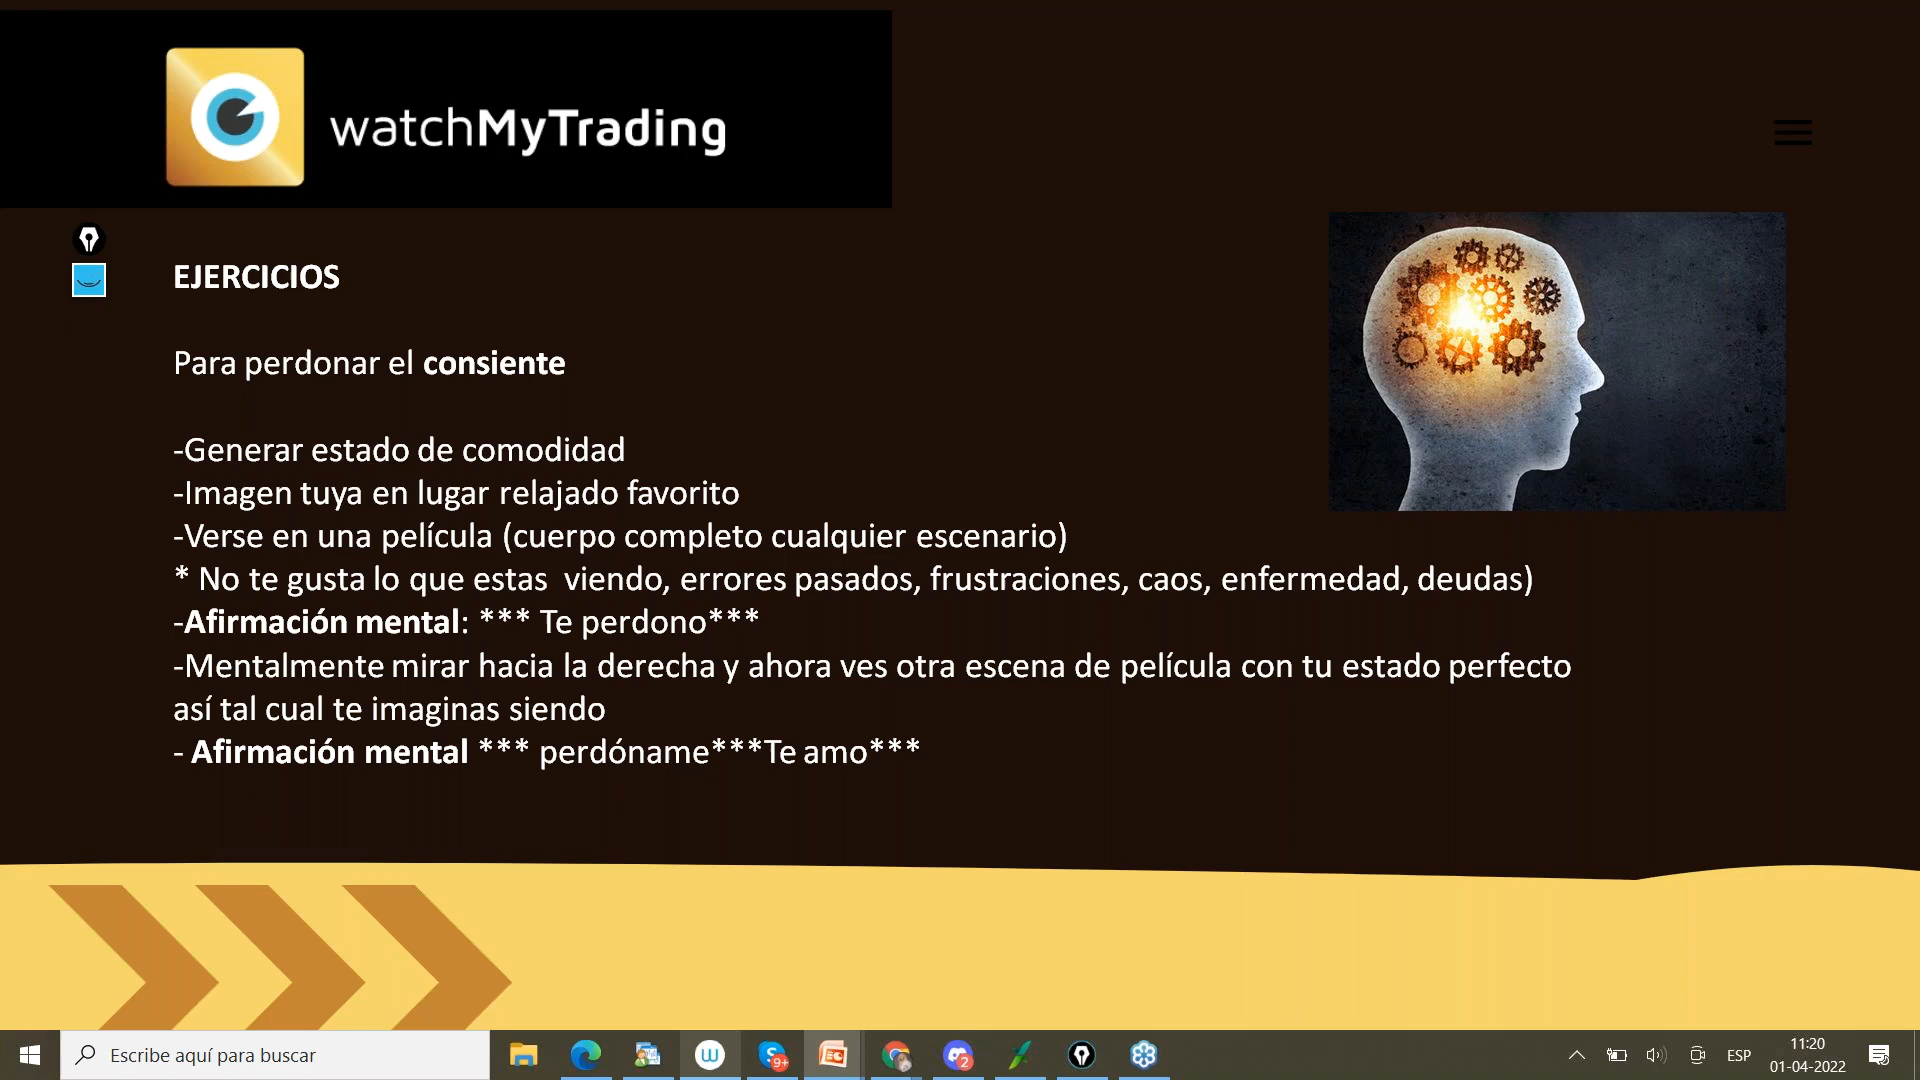 watchMyTrading
EJERCICIOS
Para perdonar el consiente
-Generar estado de comodidad
-Imagen tuya en lugar relajado favorito
-Verse en una película (cuerpo completo cualquier escenario)
* No te gusta lo que estas  viendo, errores pasados, frustraciones, caos, enfermedad, deudas)
-Afirmación mental: *** Te perdono***
-Mentalmente mirar hacia la derecha y ahora ves otra escena de película con tu estado perfecto
así tal cual te imaginas siendo
- Afirmación mental *** perdóname***Te amo***
Escribe aquí para buscar
9+
2
ESP
11:20
01-04-2022